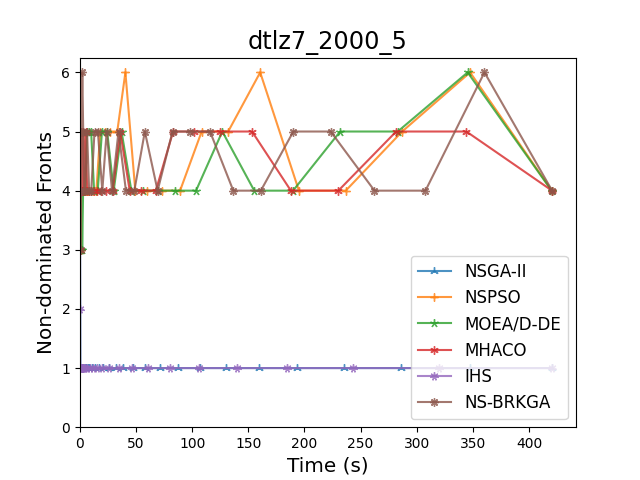 dtlz7_2000_5
Non-dominated Fronts
6
5
4
3
2
1
0
NSGA-II
NSPSO
MOEA/D-DE
MHACO
IHS
NS-BRKGA
0 50 100 150 200 250 300 350 400
Time (s)